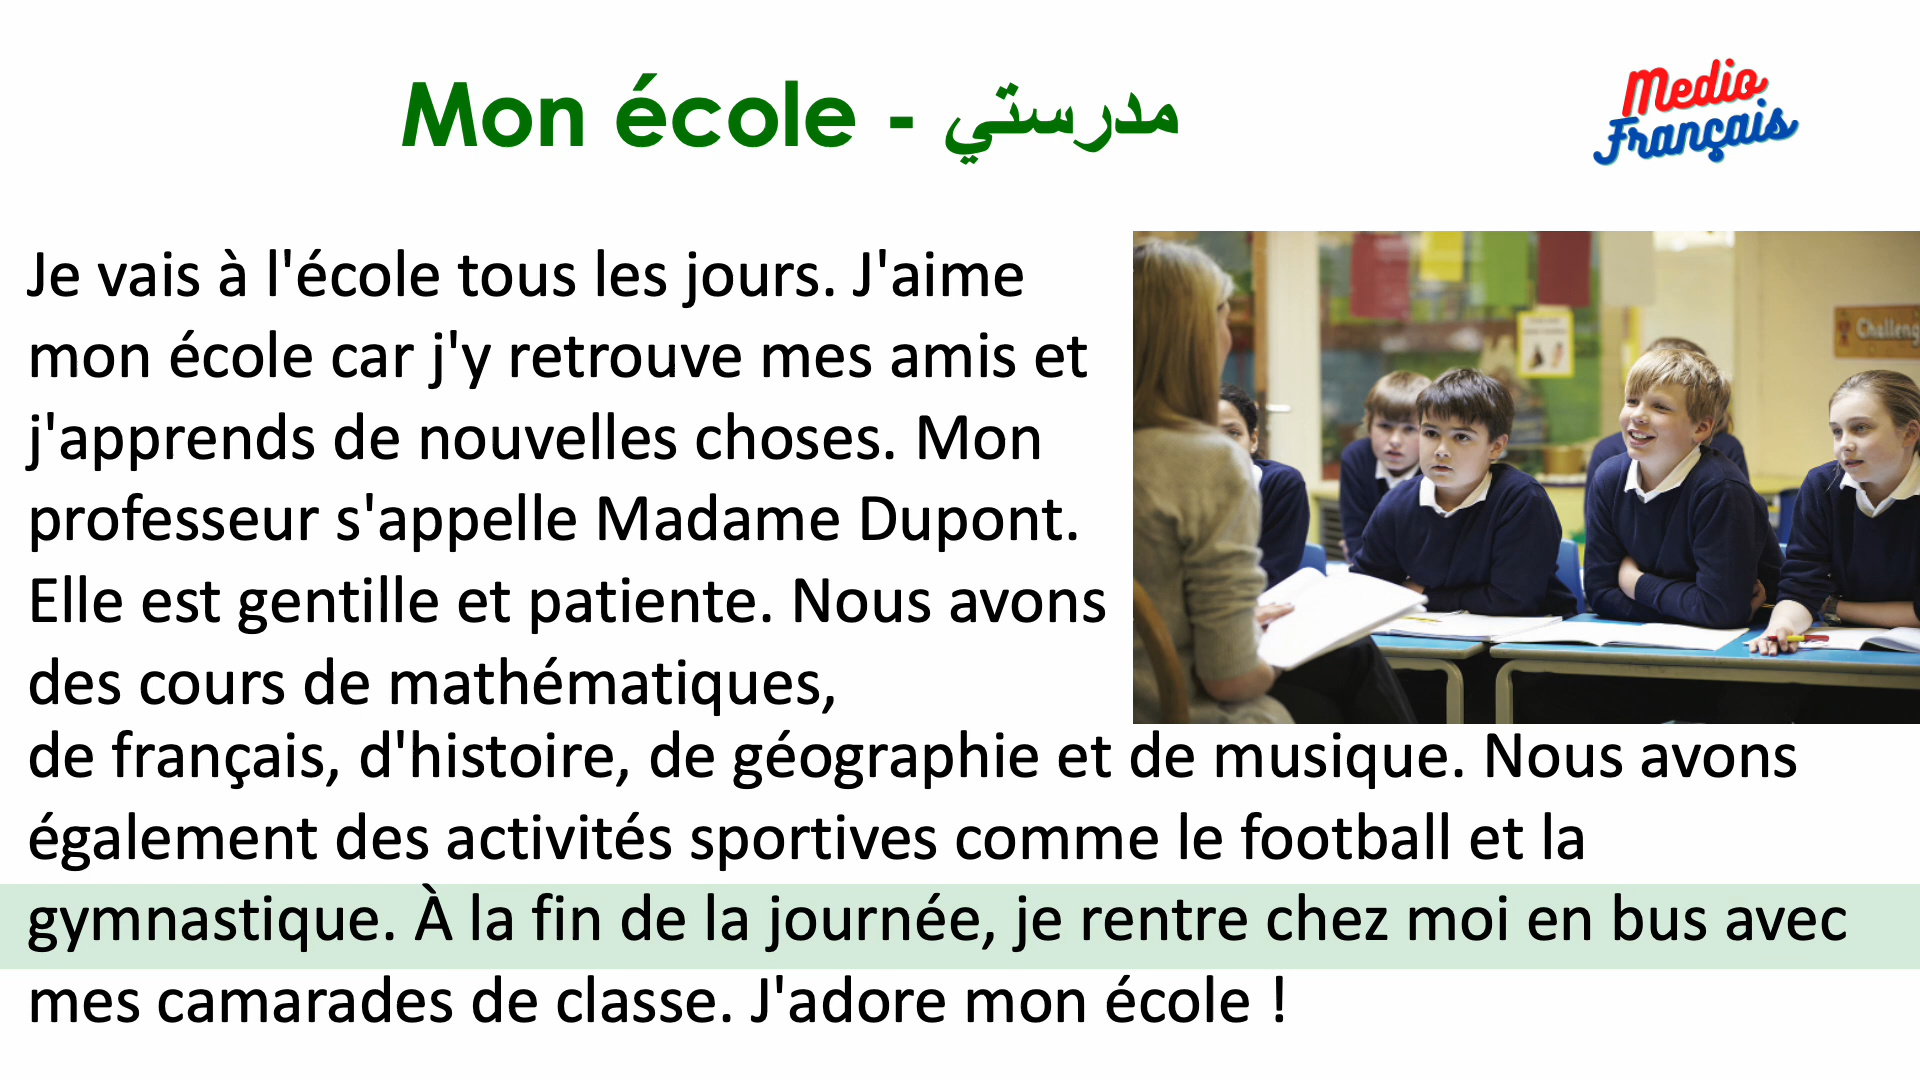 Mon école - مدرستي
Medio
Français
Je vais à l'école tous les jours. J'aime
mon école car j'y retrouve mes amis et
j'apprends de nouvelles choses. Mon
professeur s'appelle Madame Dupont.
Elle est gentille et patiente. Nous avons
des cours de mathématiques,
de français, d'histoire, de géographie et de musique. Nous avons
également des activités sportives comme le football et la
gymnastique. À la fin de la journée, je rentre chez moi en bus avec
mes camarades de classe. J'adore mon école !
Challeng